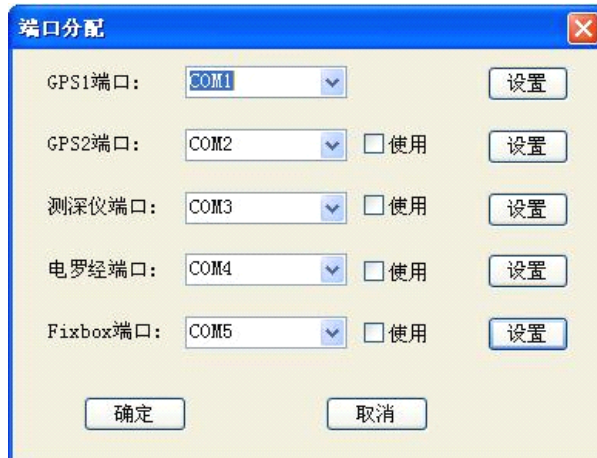 端口分配
GPS1端口: COM1 设置
GPS2端口: COM2 使用 设置
测深仪端口: COM3 使用 设置
电罗经端口: COM4 使用 设置
Fixbox端口: COM5 使用 设置
确定 取消